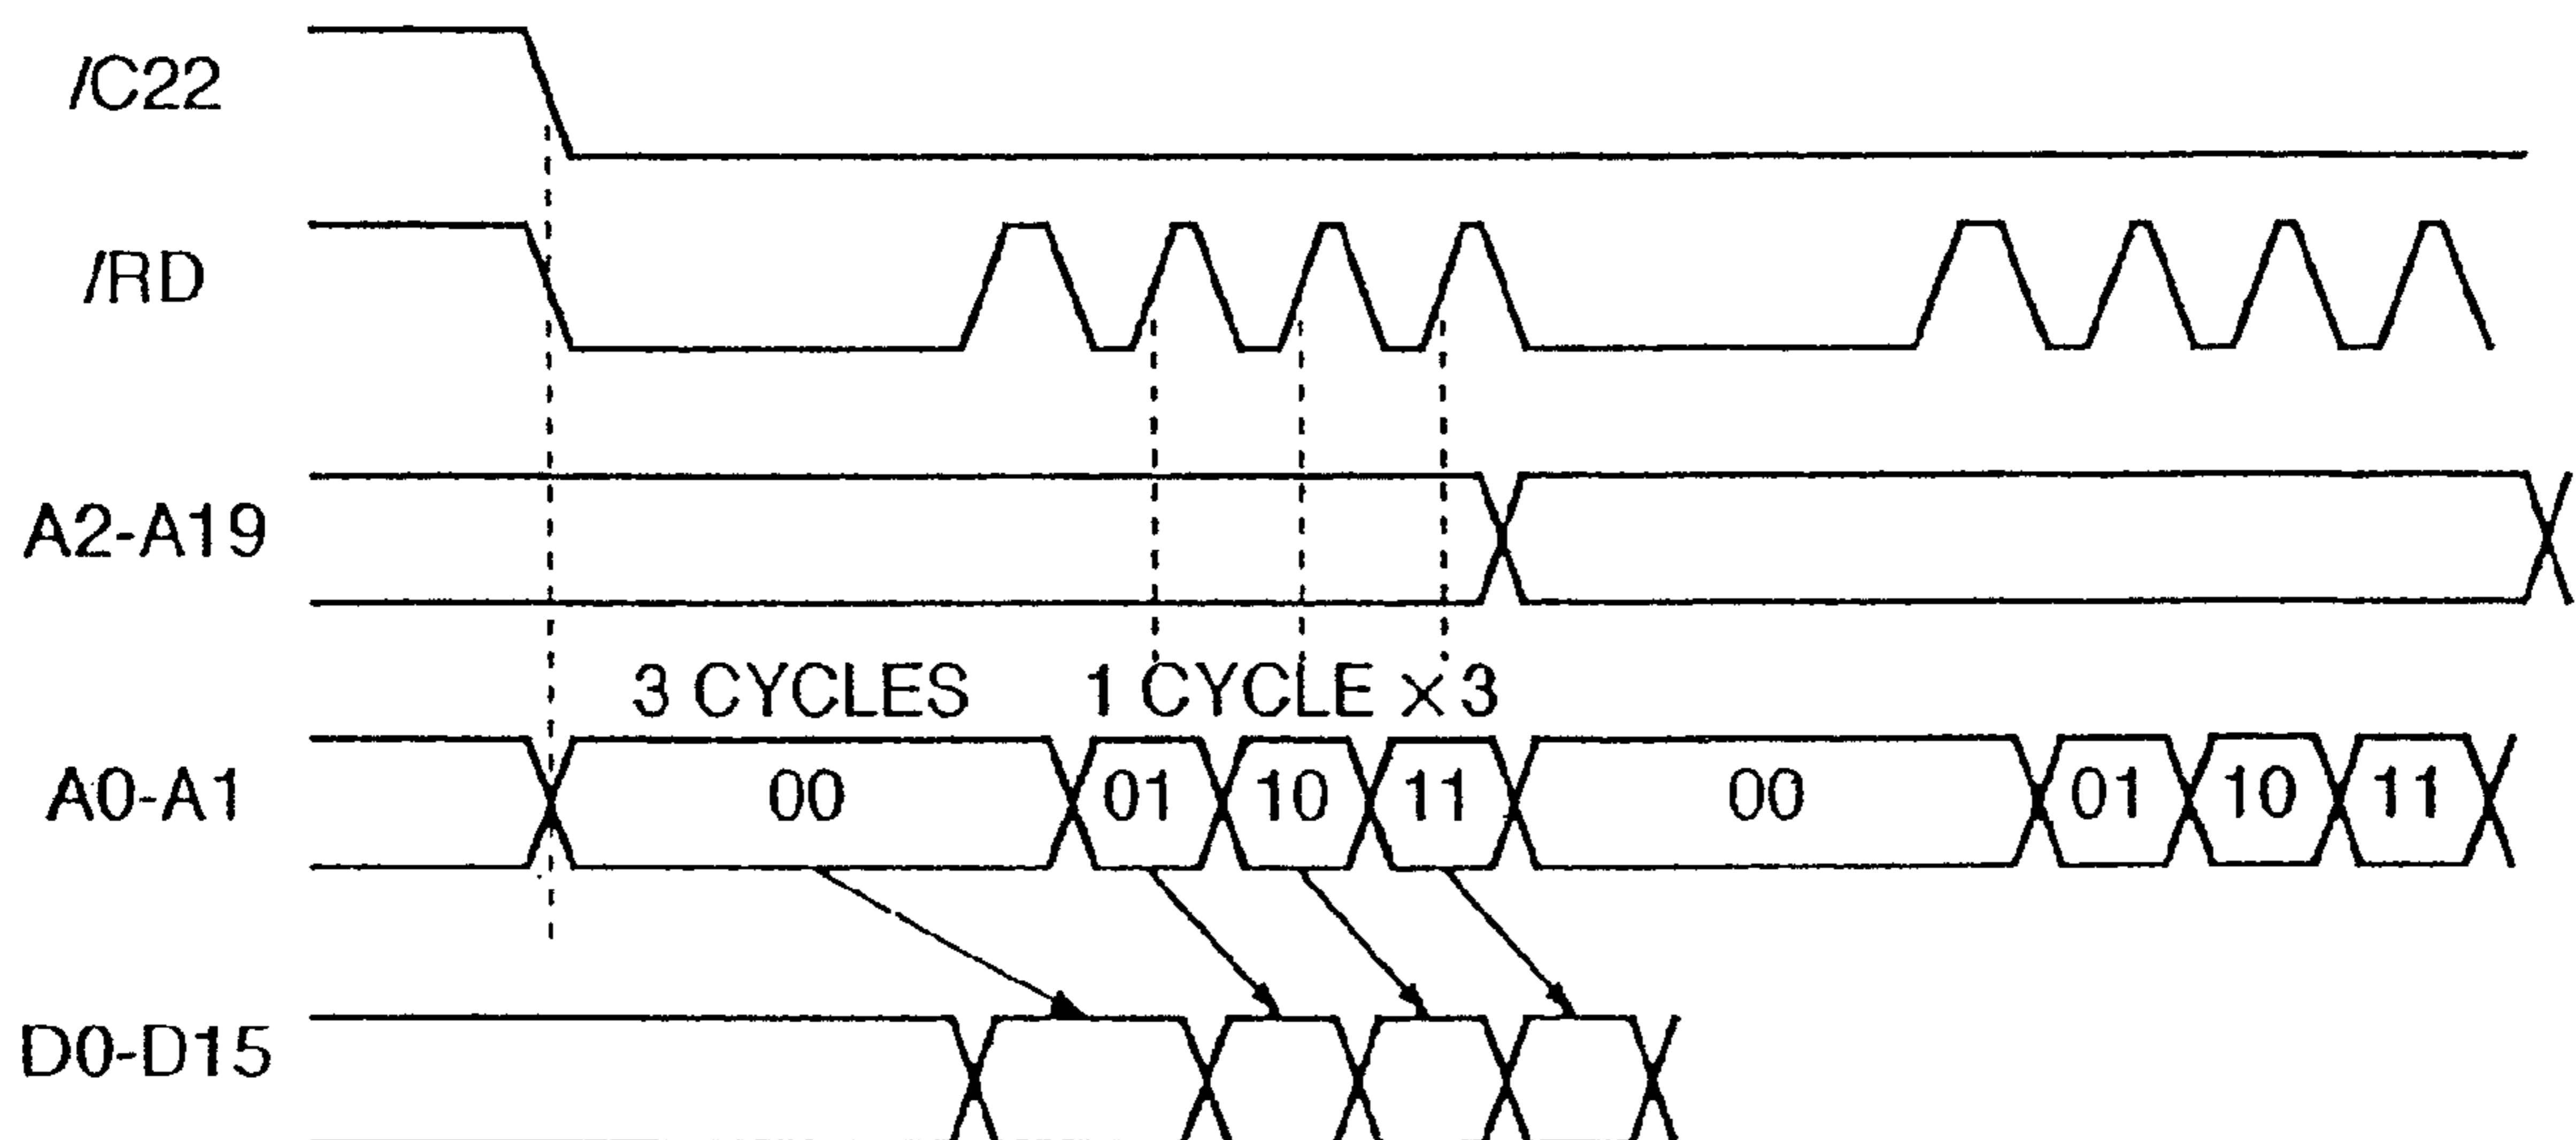 /C22
/RD
A2-A19
3 CYCLES 1 CYCLE × 3
A0-A1 00 01 10 11 00 01 10 11
D0-D15